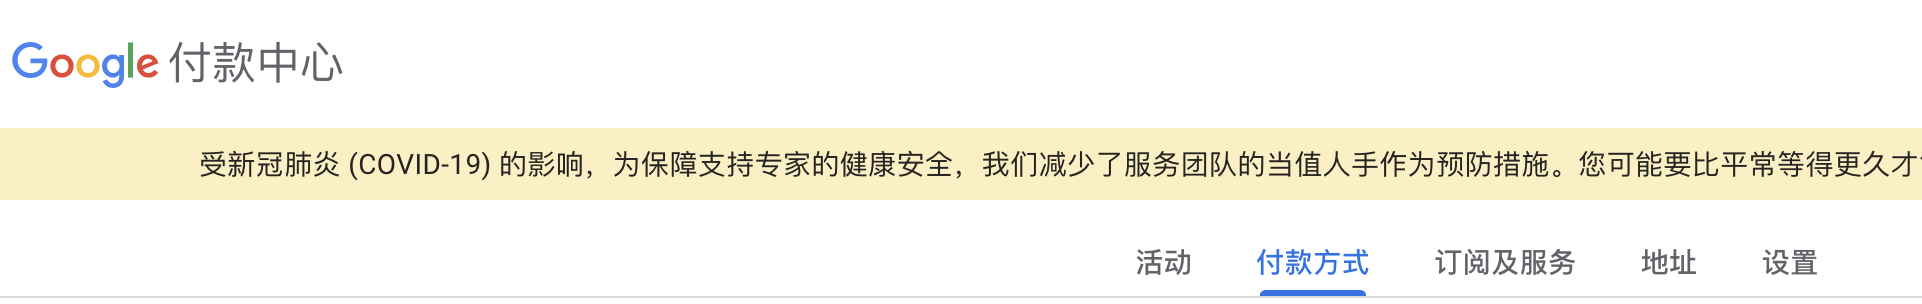 Google 付款中心
受新冠肺炎 (COVID-19) 的影响，为保障支持专家的健康安全，我们减少了服务团队的当值人手作为预防措施。您可能要比平常等得更久才
活动 付款方式 订阅及服务 地址 设置